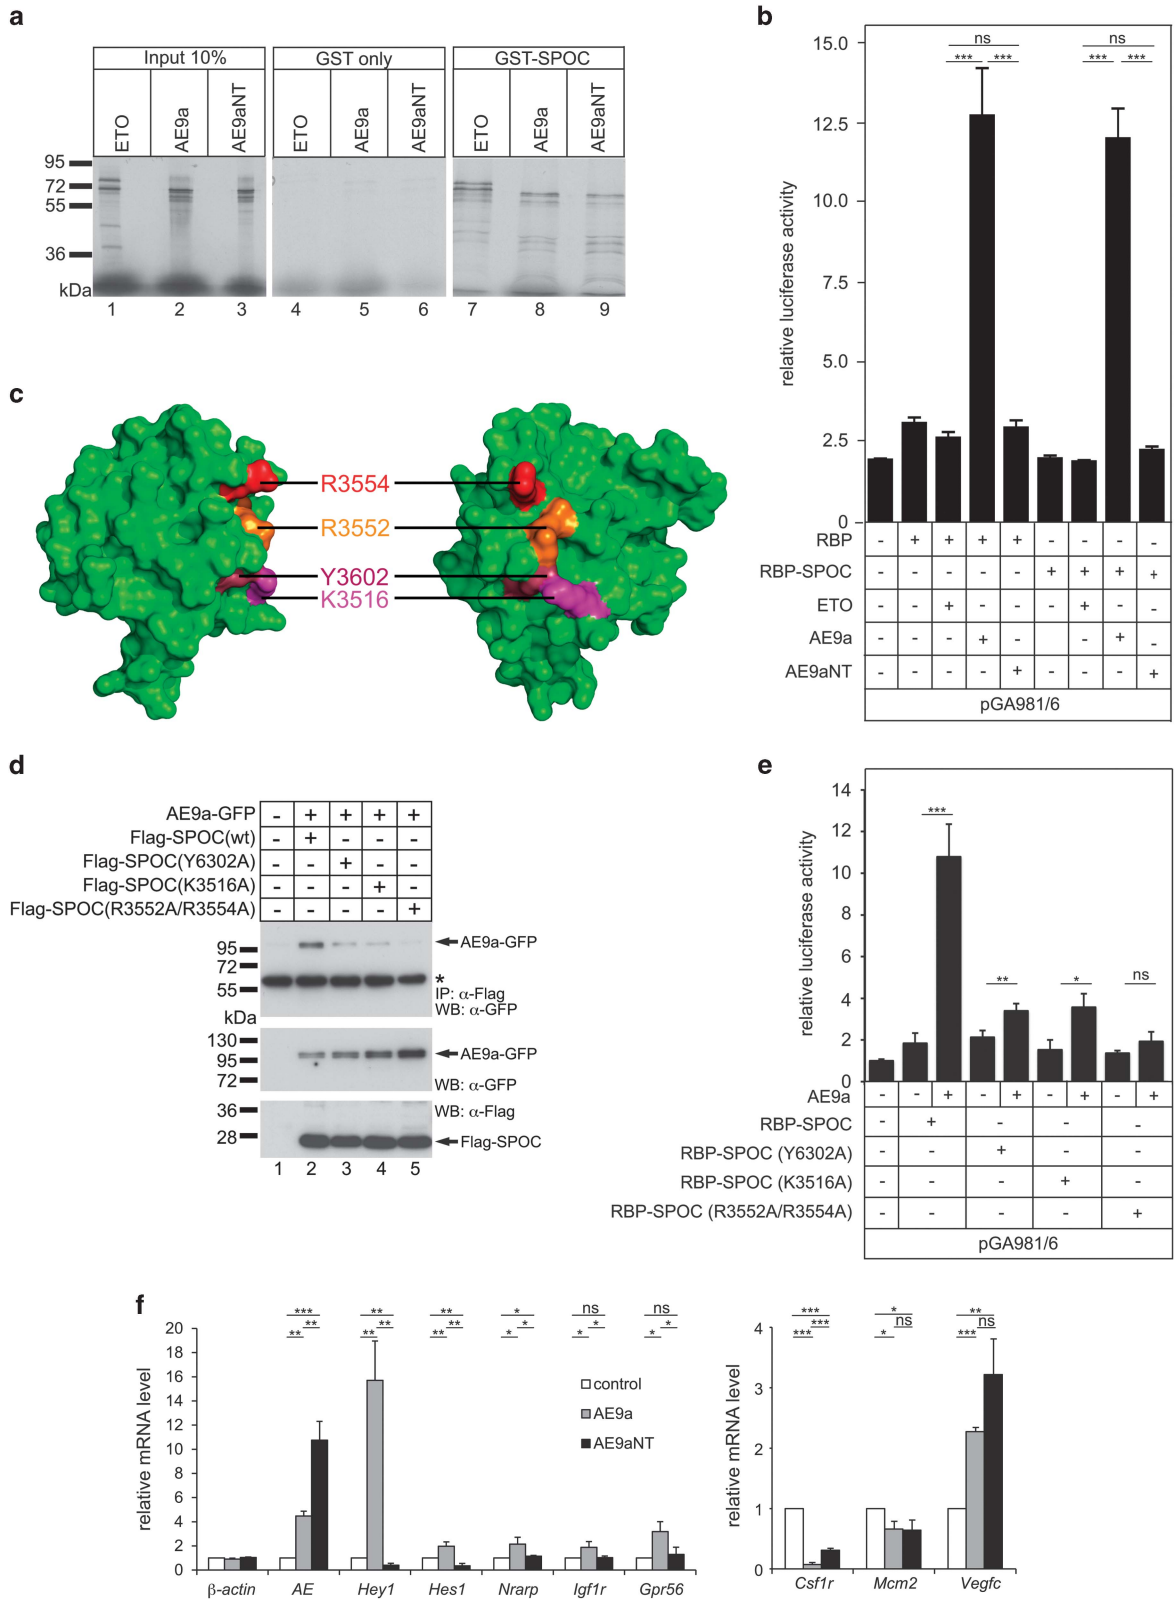 a
Input 10% GST only GST-SPOC
ETO AE9a AE9aNT ETO AE9a AE9aNT ETO AE9a AE9aNT
95
72
55
36
kDa
1 2 3 4 5 6 7 8 9
b
relative luciferase activity
15.0
12.5
10.0
7.5
5.0
2.5
0
ns ns
*** *** *** ***
RBP - + + + + - - - -
RBP-SPOC - - - - - + + + +
ETO - - + - - - + - -
AE9a - - - + - - + -
AE9aNT - - - - + - - - +
pGA981/6
c
R3554
R3552
Y3602
K3516
d
AE9a-GFP - + + + +
Flag-SPOC(wt) - + - - -
Flag-SPOC(Y6302A) - - + - -
Flag-SPOC(K3516A) - - - + -
Flag-SPOC(R3552A/R3554A) - - - - +
95
72
55
kDa
AE9a-GFP
*
IP: α-Flag
WB: α-GFP
130
95
72
AE9a-GFP
WB: α-GFP
36
28
WB: α-Flag
Flag-SPOC
1 2 3 4 5
e
relative luciferase activity
14
12
10
8
6
4
2
0
*** ** * ns
AE9a - - + - + - + - +
RBP-SPOC - + - - -
RBP-SPOC (Y6302A) - - + - -
RBP-SPOC (K3516A) - - - + -
RBP-SPOC (R3552A/R3554A) - - - - +
pGA981/6
f
relative mRNA level
20
18
16
14
12
10
8
6
4
2
0
*** ** ** * ns ns
** ** ** * * *
** ** ** * * *
control
AE9a
AE9aNT
β-actin AE Hey1 Hes1 Nrarp Igf1r Gpr56
relative mRNA level
4
3
2
1
0
*** * **
*** ns ns
*** * ***
Csf1r Mcm2 Vegfc